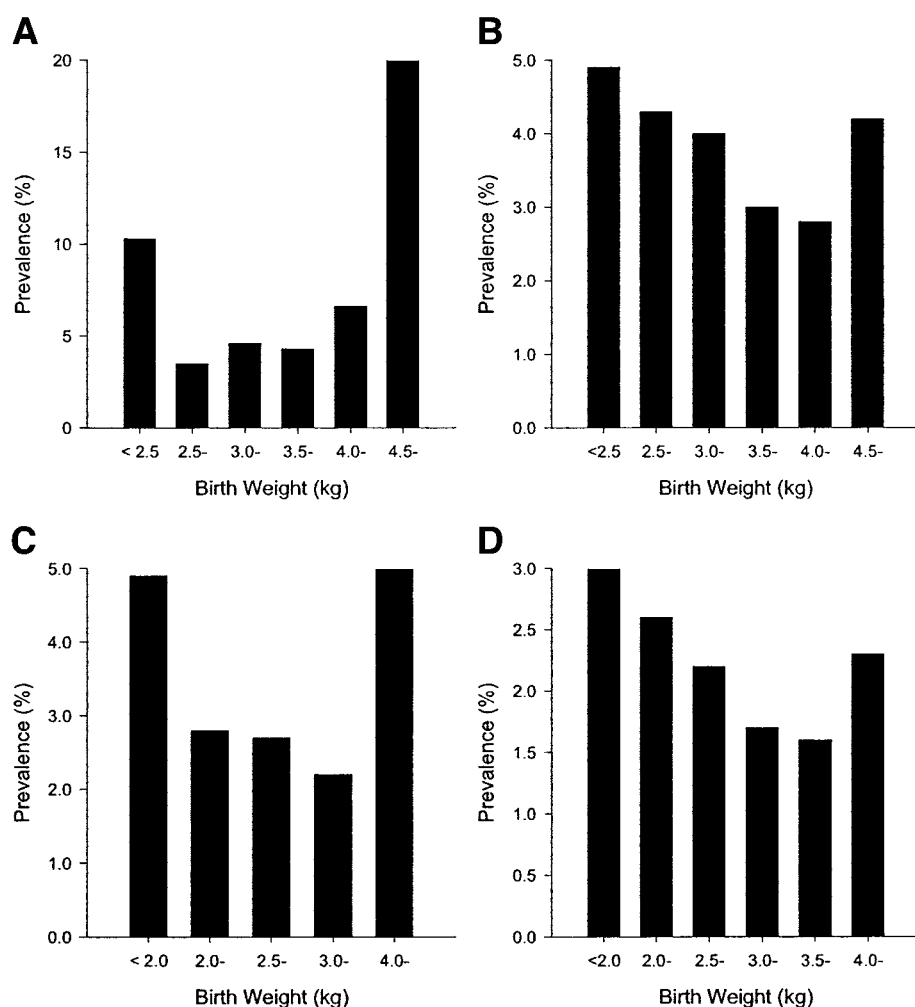 A
Prevalence (%)
20
15
10
5
0
< 2.5 2.5- 3.0- 3.5- 4.0- 4.5-
Birth Weight (kg)
B
Prevalence (%)
5.0
4.0
3.0
2.0
1.0
0.0
<2.5 2.5- 3.0- 3.5- 4.0- 4.5-
Birth Weight (kg)
C
Prevalence (%)
5.0
4.0
3.0
2.0
1.0
0.0
< 2.0 2.0- 2.5- 3.0- 4.0-
Birth Weight (kg)
D
Prevalence (%)
3.0
2.5
2.0
1.5
1.0
0.5
0.0
<2.0 2.0- 2.5- 3.0- 3.5- 4.0-
Birth Weight (kg)